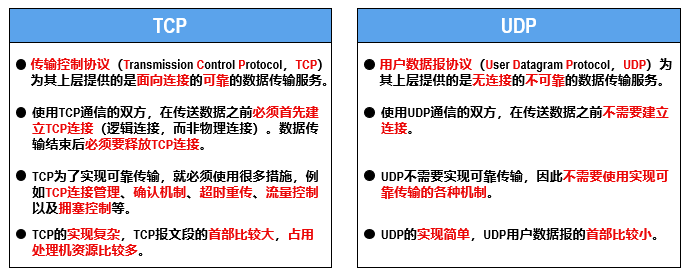 TCP
● 传输控制协议（Transmission Control Protocol，TCP）
为其上层提供的是面向连接的可靠的数据传输服务。
● 使用TCP通信的双方，在传送数据之前必须首先建
立TCP连接（逻辑连接，而非物理连接）。数据传
输结束后必须要释放TCP连接。
● TCP为了实现可靠传输，就必须使用很多措施，例
如TCP连接管理、确认机制、超时重传、流量控制
以及拥塞控制等。
● TCP的实现复杂，TCP报文段的首部比较大，占用
处理机资源比较多。
UDP
● 用户数据报协议（User Datagram Protocol，UDP）为
其上层提供的是无连接的不可靠的数据传输服务。
● 使用UDP通信的双方，在传送数据之前不需要建立
连接。
● UDP不需要实现可靠传输，因此不需要使用实现可
靠传输的各种机制。
● UDP的实现简单，UDP用户数据报的首部比较小。